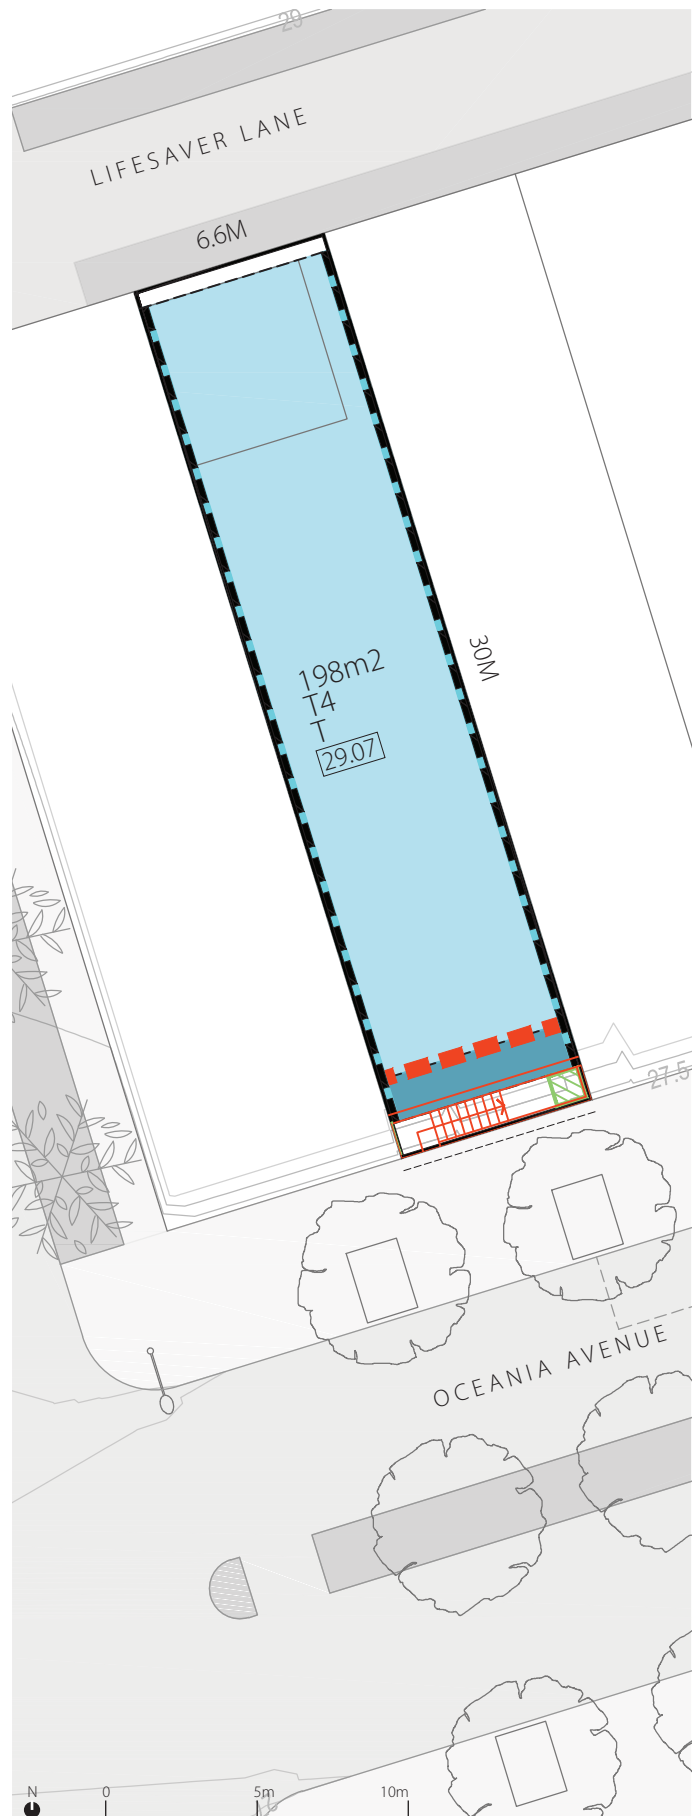 29
LIFESAVER LANE
6.6M
30M
198m2
T4
T
29.07
27.5
OCEANIA AVENUE
N
0
5m
10m